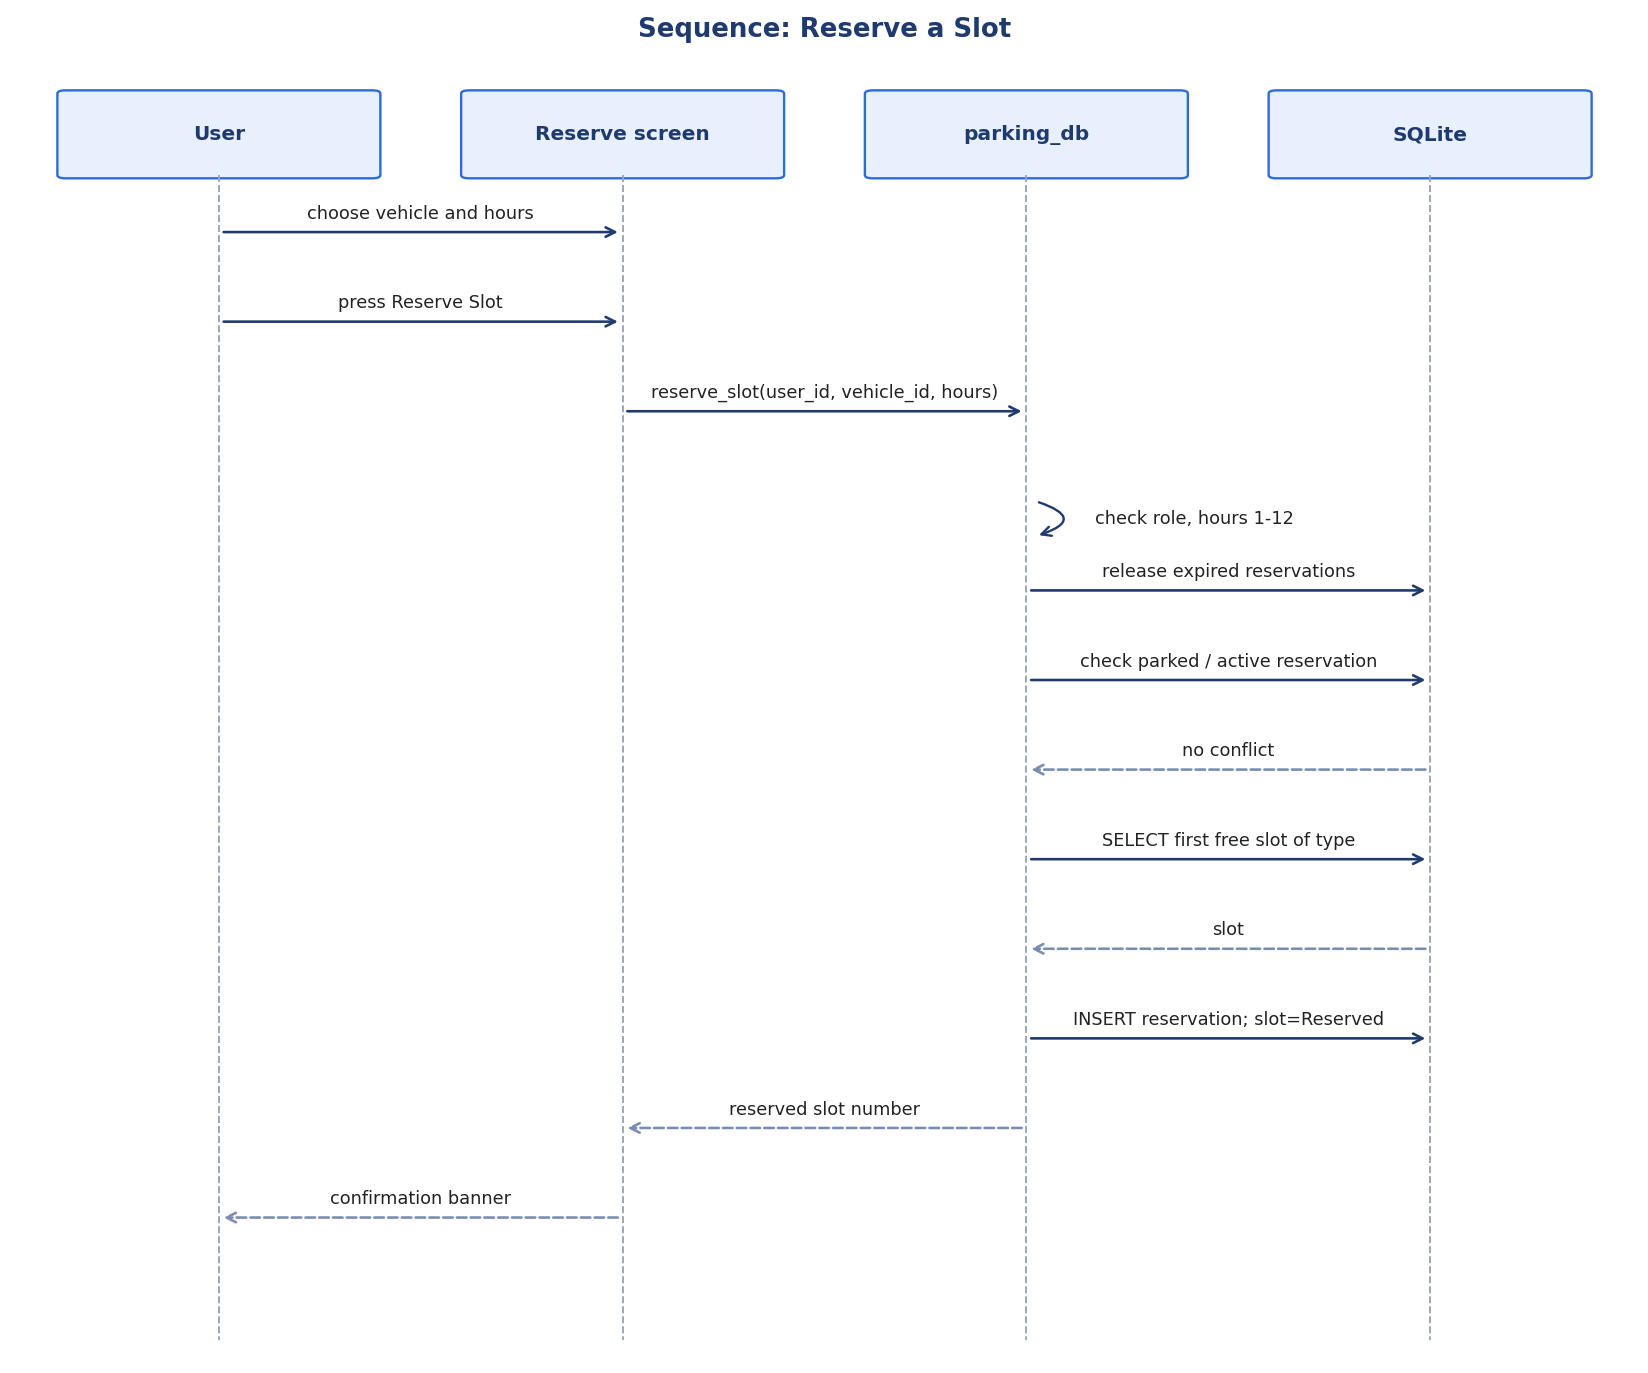 Sequence: Reserve a Slot
User
Reserve screen
parking_db
SQLite
choose vehicle and hours
press Reserve Slot
reserve_slot(user_id, vehicle_id, hours)
check role, hours 1-12
release expired reservations
check parked / active reservation
no conflict
SELECT first free slot of type
slot
INSERT reservation; slot=Reserved
reserved slot number
confirmation banner